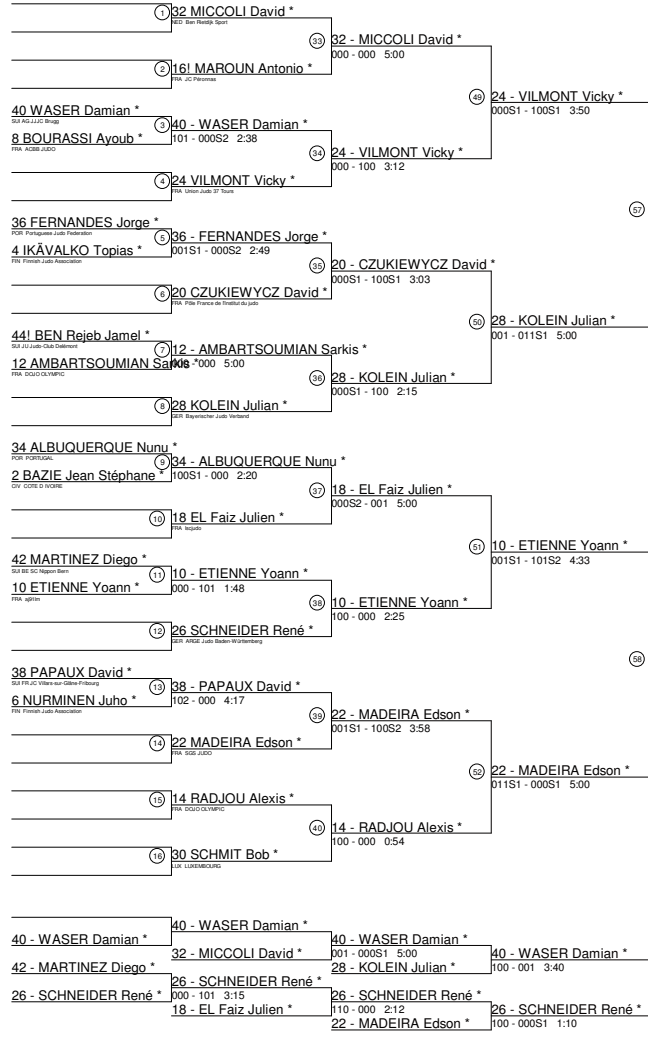 1
32 MICCOLI David *
NED Ben Rietdijk Sport
33
32 - MICCOLI David *
000 - 000 5:00
2
16! MAROUN Antonio *
FRA JC Péronnas
49
24 - VILMONT Vicky *
000S1 - 100S1 3:50
40 WASER Damian *
SUI AG JJJC Brugg
3
40 - WASER Damian *
101 - 000S2 2:38
8 BOURASSI Ayoub *
FRA ACBB JUDO
34
24 - VILMONT Vicky *
000 - 100 3:12
4
24 VILMONT Vicky *
FRA Union Judo 37 Tours
57
36 FERNANDES Jorge *
POR Portuguese Judo Federation
5
36 - FERNANDES Jorge *
001S1 - 000S2 2:49
4 IKÄVALKO Topias *
FIN Finnish Judo Association
35
20 - CZUKIEWYCZ David *
000S1 - 100S1 3:03
6
20 CZUKIEWYCZ David *
FRA Pôle France de l'institut du judo
50
28 - KOLEIN Julian *
001 - 011S1 5:00
44! BEN Rejeb Jamel *
SUI JU Judo-Club Delémont
7
12 - AMBARTSOUMIAN Sarkis *
000 - 000 5:00
12 AMBARTSOUMIAN Sarkis *
FRA DOJO OLYMPIC
36
28 - KOLEIN Julian *
000S1 - 100 2:15
8
28 KOLEIN Julian *
GER Bayerischer Judo Verband
34 ALBUQUERQUE Nunu *
POR PORTUGAL
9
34 - ALBUQUERQUE Nunu *
100S1 - 000 2:20
2 BAZIE Jean Stéphane *
CIV COTE D IVOIRE
37
18 - EL Faiz Julien *
000S2 - 001 5:00
10
18 EL Faiz Julien *
FRA
51
10 - ETIENNE Yoann *
001S1 - 101S2 4:33
42 MARTINEZ Diego *
SUI BE SC Nippon Bern
11
10 - ETIENNE Yoann *
000 - 101 1:48
10 ETIENNE Yoann *
FRA
38
10 - ETIENNE Yoann *
100 - 000 2:25
12
26 SCHNEIDER René *
GER ARGE Judo Baden-Württemberg
58
38 PAPAUX David *
SUI FR JC Villars-sur-Glâne-Fribourg
13
38 - PAPAUX David *
102 - 000 4:17
6 NURMINEN Juho *
FIN Finnish Judo Association
39
22 - MADEIRA Edson *
001S1 - 100S2 3:58
14
22 MADEIRA Edson *
FRA SGS JUDO
52
22 - MADEIRA Edson *
011S1 - 000S1 5:00
15
14 RADJOU Alexis *
FRA DOJO OLYMPIC
40
14 - RADJOU Alexis *
100 - 000 0:54
16
30 SCHMIT Bob *
LUX LUXEMBOURG
40 - WASER Damian *
40 - WASER Damian *
32 - MICCOLI David *
40 - WASER Damian *
001 - 000S1 5:00
28 - KOLEIN Julian *
40 - WASER Damian *
100 - 001 3:40
42 - MARTINEZ Diego *
26 - SCHNEIDER René *
26 - SCHNEIDER René *
000 - 101 3:15
18 - EL Faiz Julien *
26 - SCHNEIDER René *
110 - 000 2:12
22 - MADEIRA Edson *
26 - SCHNEIDER René *
100 - 000S1 1:10